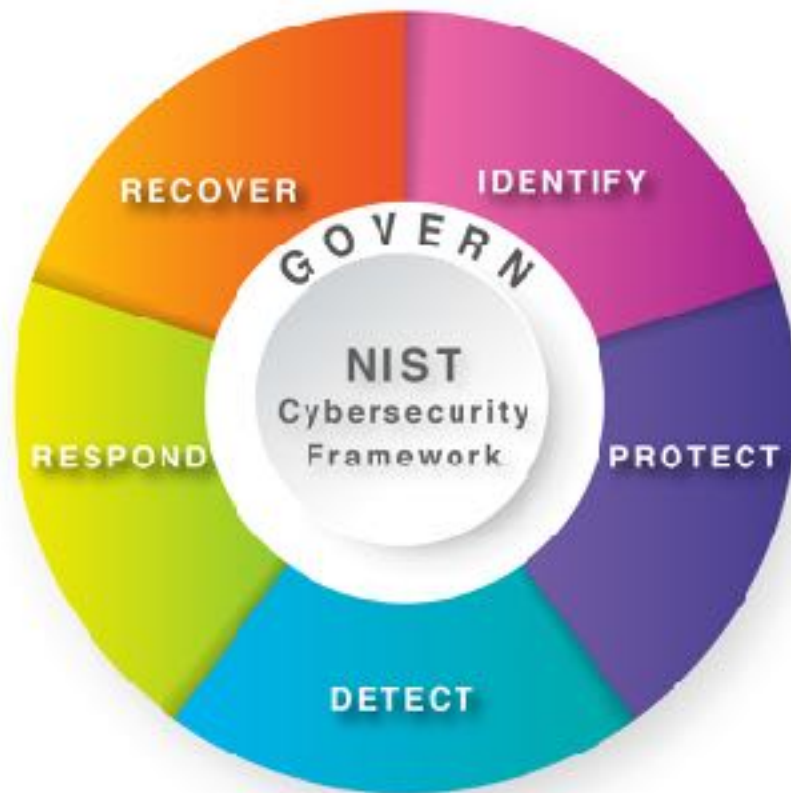 RECOVER
IDENTIFY
GOVERN
NIST
Cybersecurity
Framework
RESPOND
PROTECT
DETECT